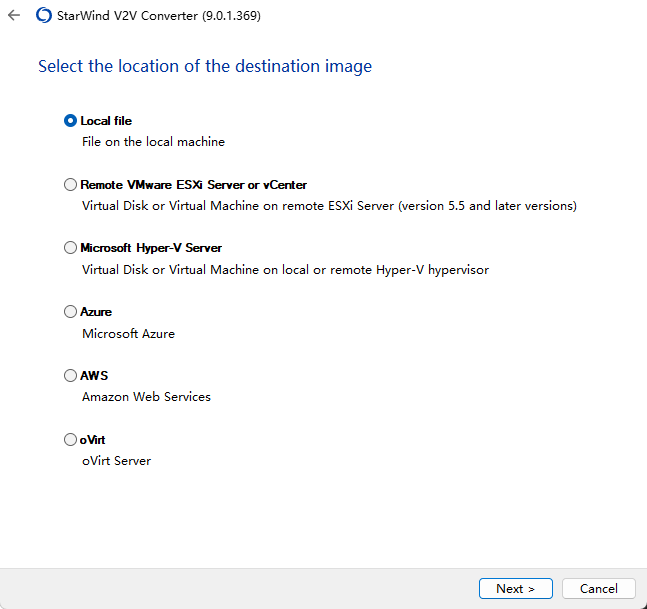 StarWind V2V Converter (9.0.1.369)
Select the location of the destination image
Local file
File on the local machine
Remote VMware ESXi Server or vCenter
Virtual Disk or Virtual Machine on remote ESXi Server (version 5.5 and later versions)
Microsoft Hyper-V Server
Virtual Disk or Virtual Machine on local or remote Hyper-V hypervisor
Azure
Microsoft Azure
AWS
Amazon Web Services
oVirt
oVirt Server
Next >
Cancel